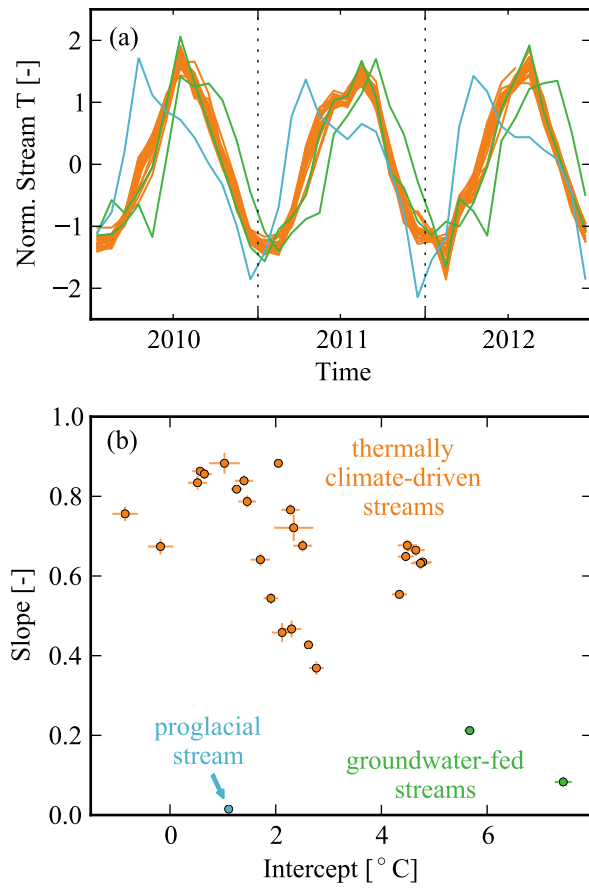 (a)
Norm. Stream T [-]
2
1
0
−1
−2
2010 2011 2012
Time
(b)
thermally
climate-driven
streams
Slope [-]
1.0
0.8
0.6
0.4
0.2
0.0
proglacial
stream
groundwater-fed
streams
0 2 4 6
Intercept [°C]